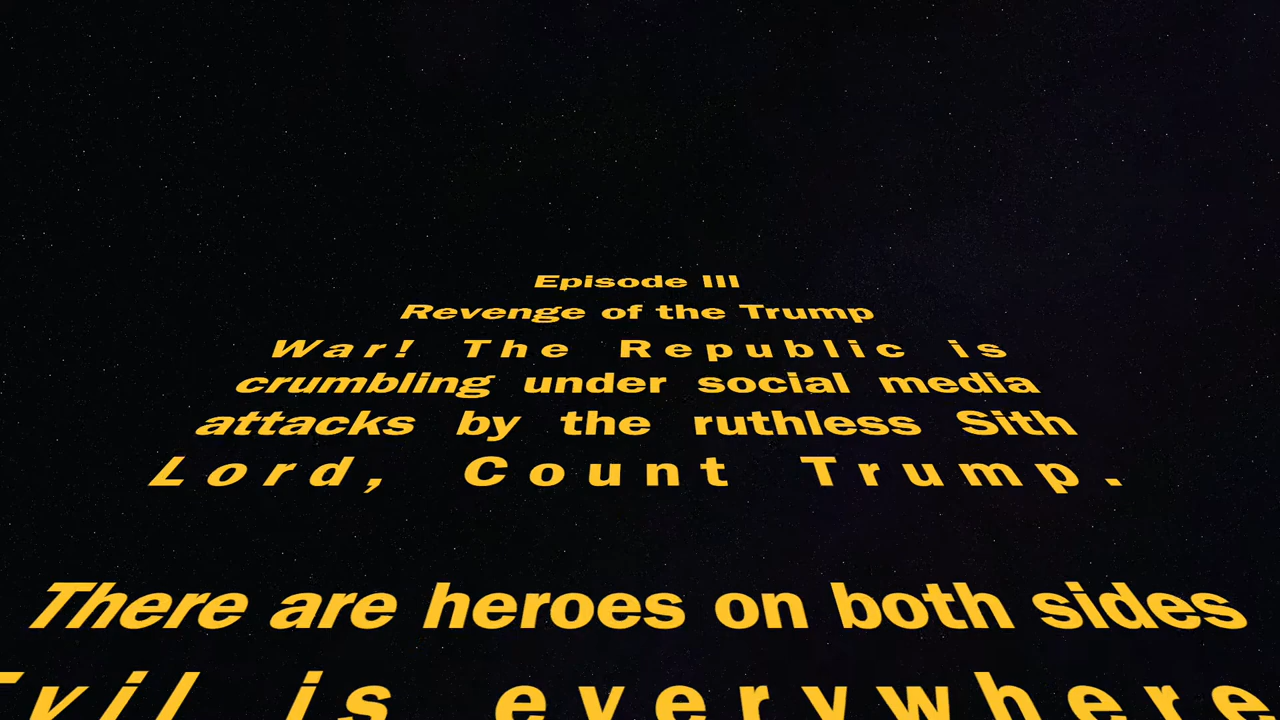 Episode III
Revenge of the Trump
War! The Republic is
crumbling under social media
attacks by the ruthless Sith
Lord, Count Trump.
There are heroes on both sides
Evil is everywhere